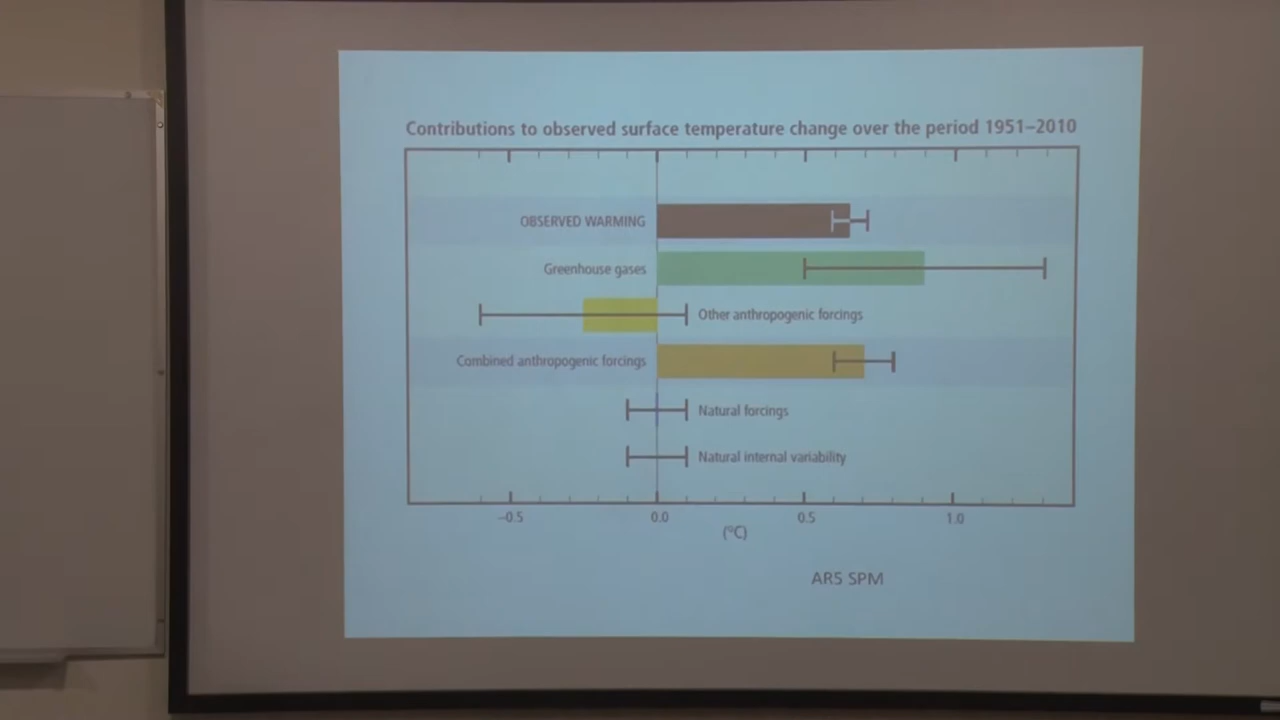 Contributions to observed surface temperature change over the period 1951–2010
OBSERVED WARMING
Greenhouse gases
Other anthropogenic forcings
Combined anthropogenic forcings
Natural forcings
Natural internal variability
–0.5 0.0 0.5 1.0
(°C)
AR5 SPM